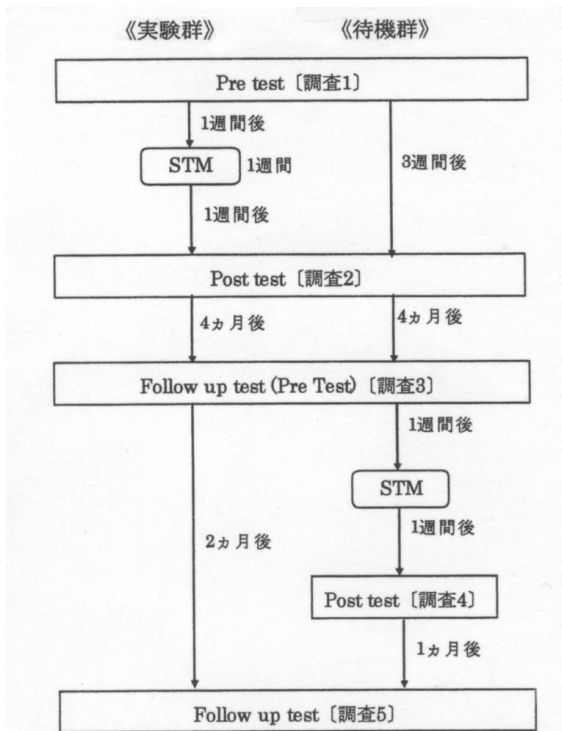 《実験群》 《待機群》
Pre test〔調査1〕
1週間後
STM 1週間 3週間後
1週間後
Post test〔調査2〕
4ヵ月後 4ヵ月後
Follow up test (Pre Test)〔調査3〕
1週間後
STM
2ヵ月後 1週間後
Post test〔調査4〕
1ヵ月後
Follow up test〔調査5〕